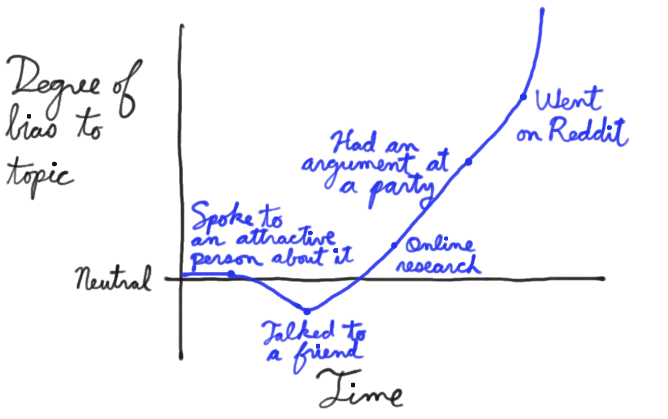 Degree of
bias to
topic
Neutral
Spoke to
an attractive
person about it
Talked to
a friend
Online
research
Had an
argument at
a party
Went
on Reddit
Time